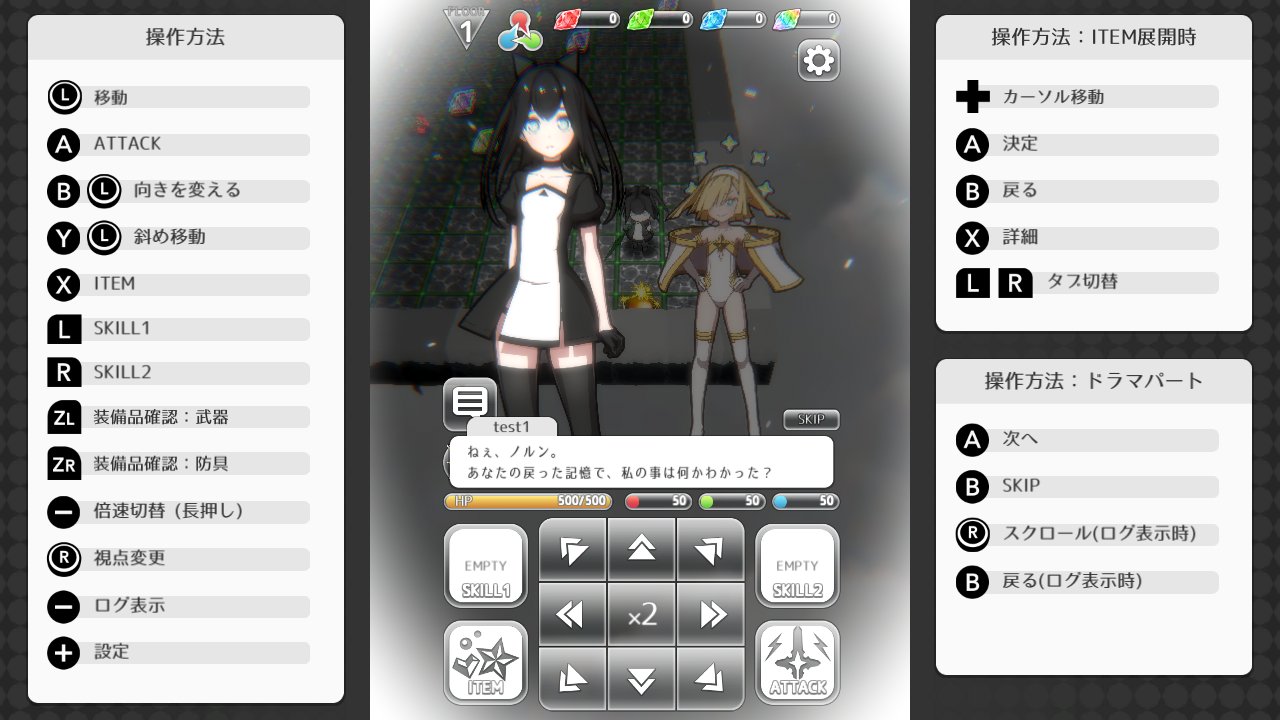 操作方法
L 移動
A ATTACK
B L 向きを変える
Y L 斜め移動
X ITEM
L SKILL1
R SKILL2
ZL 装備品確認：武器
ZR 装備品確認：防具
倍速切替 (長押し)
R 視点変更
ログ表示
設定
FLOOR
1
0
0
0
0
SKIP
test1
ねぇ、ノルン。
あなたの戻った記憶で、私の事は何かわかった？
HP 500/500 50 50 50
EMPTY
SKILL1
×2
EMPTY
SKILL2
ITEM
ATTACK
操作方法：ITEM展開時
カーソル移動
A 決定
B 戻る
X 詳細
L R タブ切替
操作方法：ドラマパート
A 次へ
B SKIP
R スクロール(ログ表示時)
B 戻る(ログ表示時)